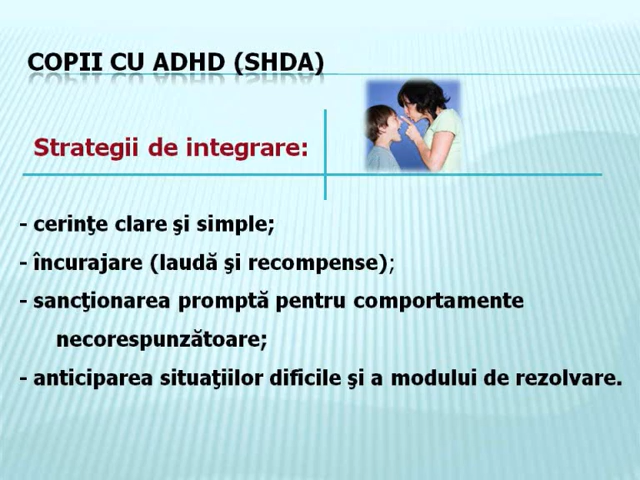 COPII CU ADHD (SHDA)
Strategii de integrare:
- cerinţe clare şi simple;
- încurajare (laudă şi recompense);
- sancţionarea promptă pentru comportamente
necorespunzătoare;
- anticiparea situaţiilor dificile şi a modului de rezolvare.